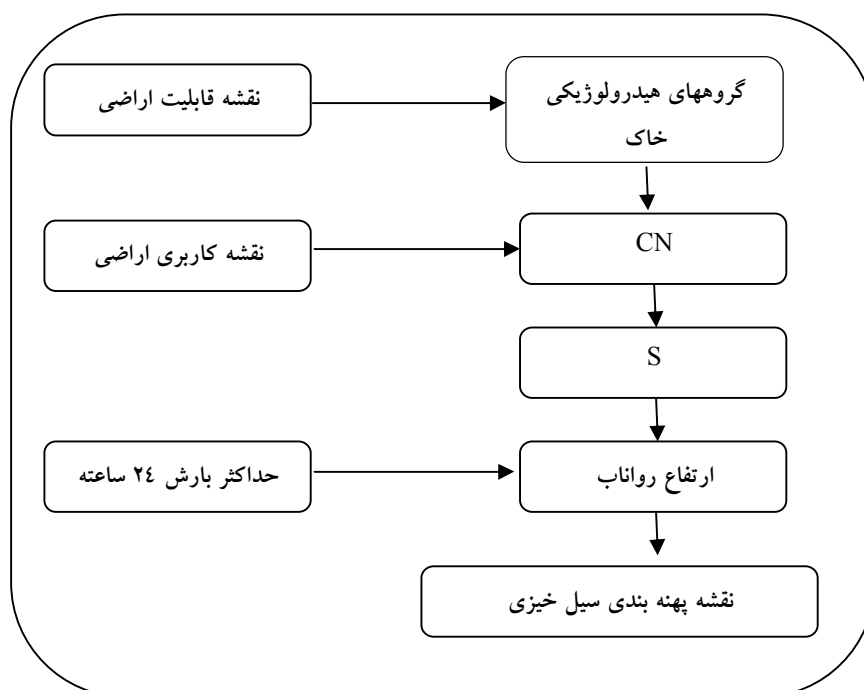 گروههای هیدرولوژیکی
خاک
نقشه قابلیت اراضی
CN
نقشه کاربری اراضی
S
ارتفاع رواناب
حداکثر بارش ٢٤ ساعته
نقشه پهنه بندی سیل خیزی